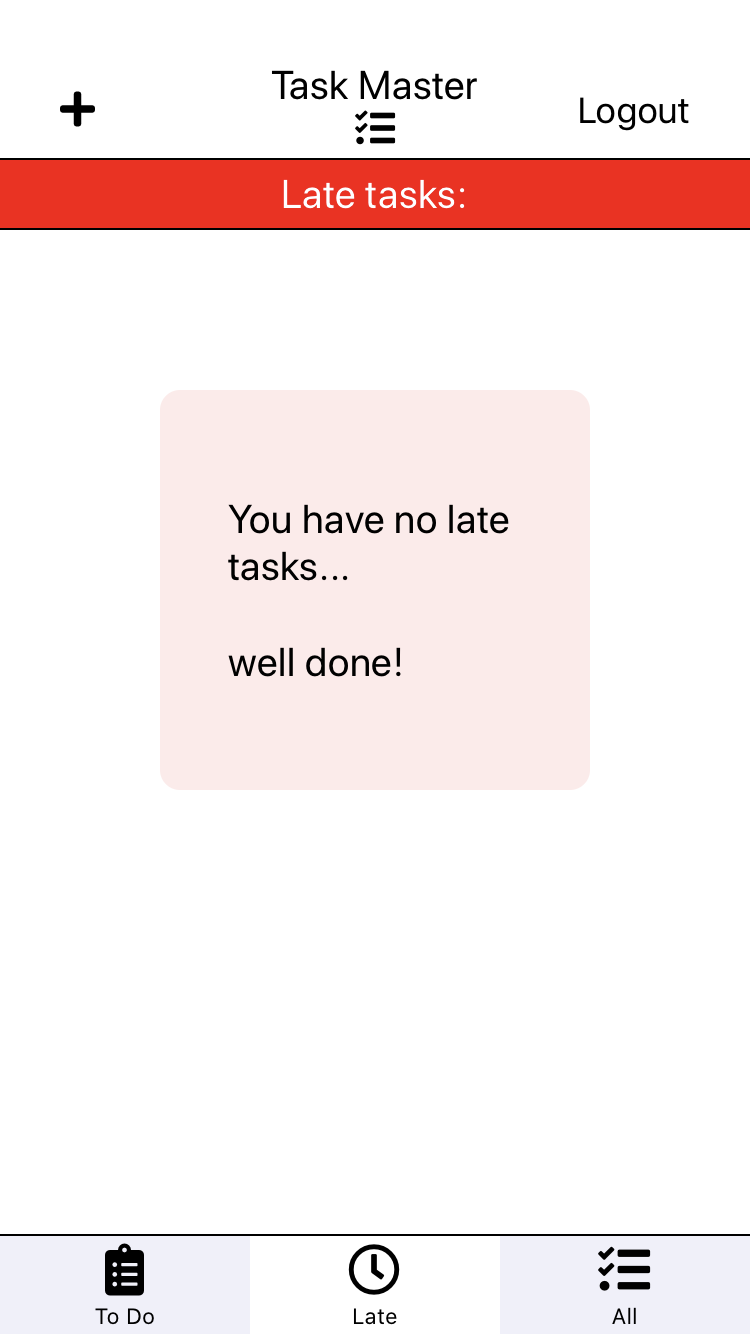 Task Master
Logout
Late tasks:
You have no late
tasks...
well done!
To Do
Late
All